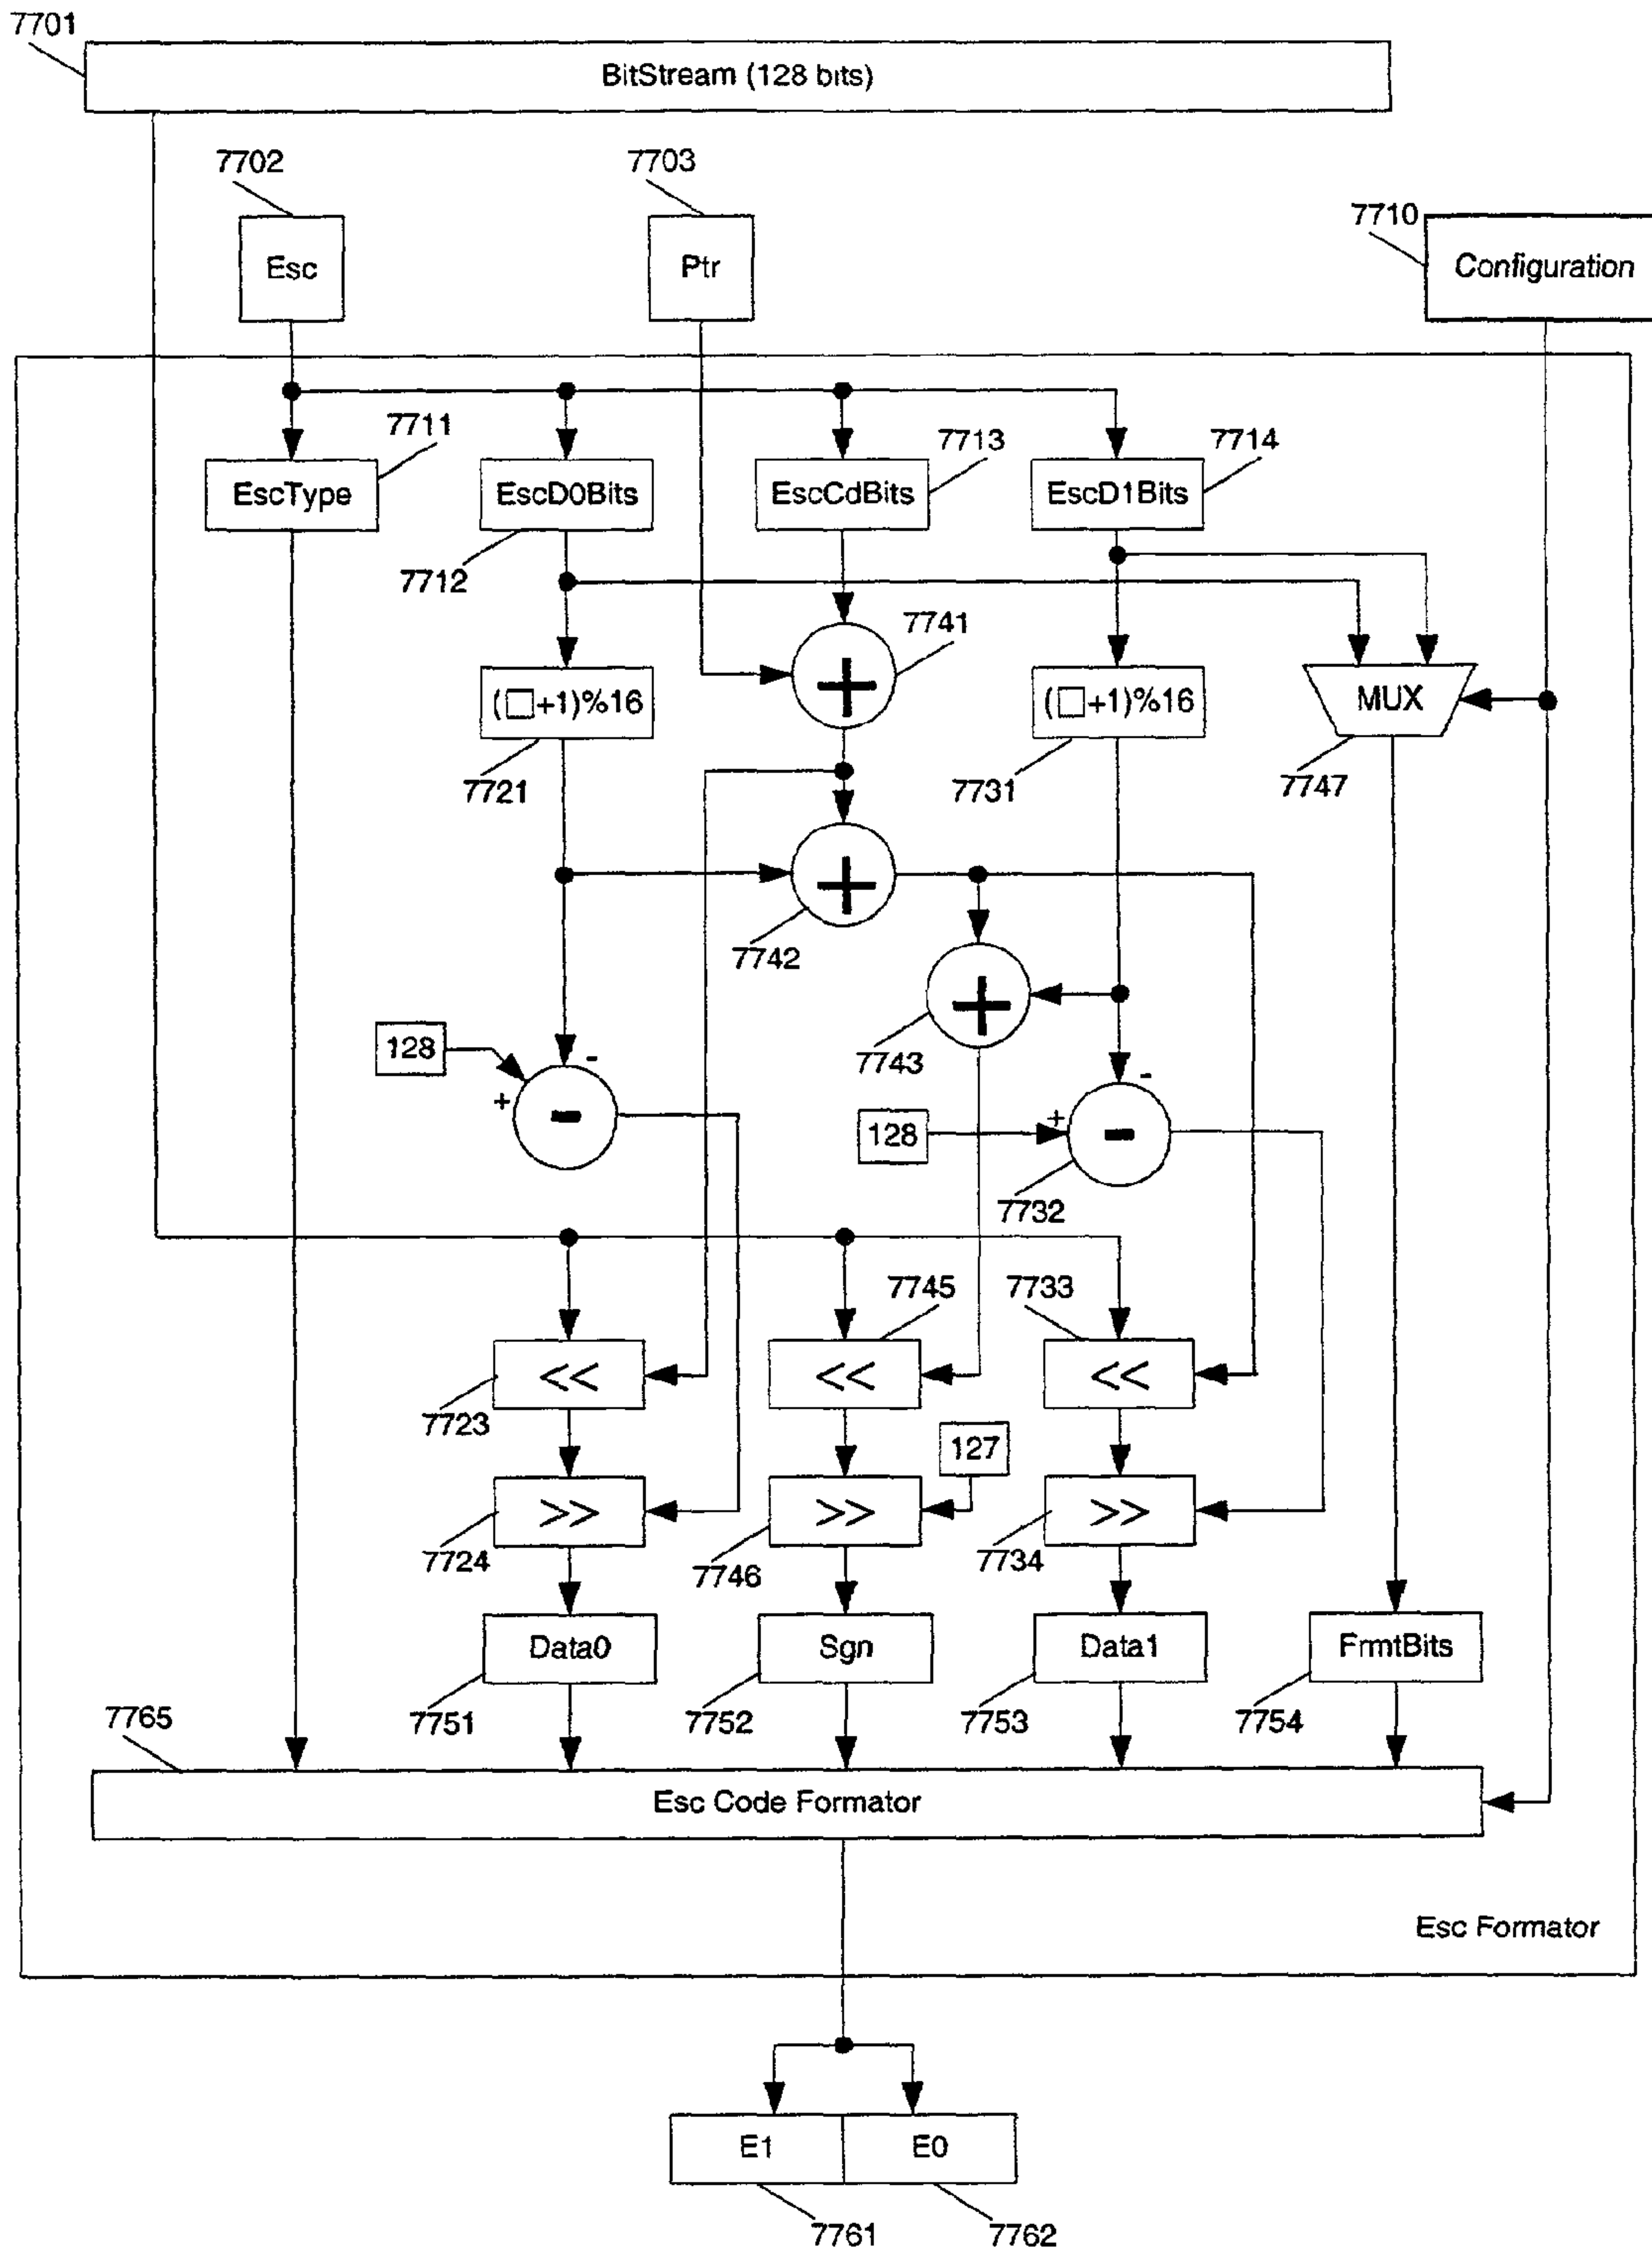 7701
BitStream (128 bits)
7702
7703
7710
Esc
Ptr
Configuration
7711
7713
7714
EscType
EscD0Bits
EscCdBits
EscD1Bits
7712
7741
+
(□+1)%16
(□+1)%16
MUX
7721
7731
7747
+
7742
+
7743
128
-
+
-
128
-
+
-
7732
7745
7733
<<
<<
<<
7723
127
>>
>>
>>
7724
7746
7734
Data0
Sgn
Data1
FrmtBits
7765
7751
7752
7753
7754
Esc Code Formator
Esc Formator
E1
E0
7761
7762